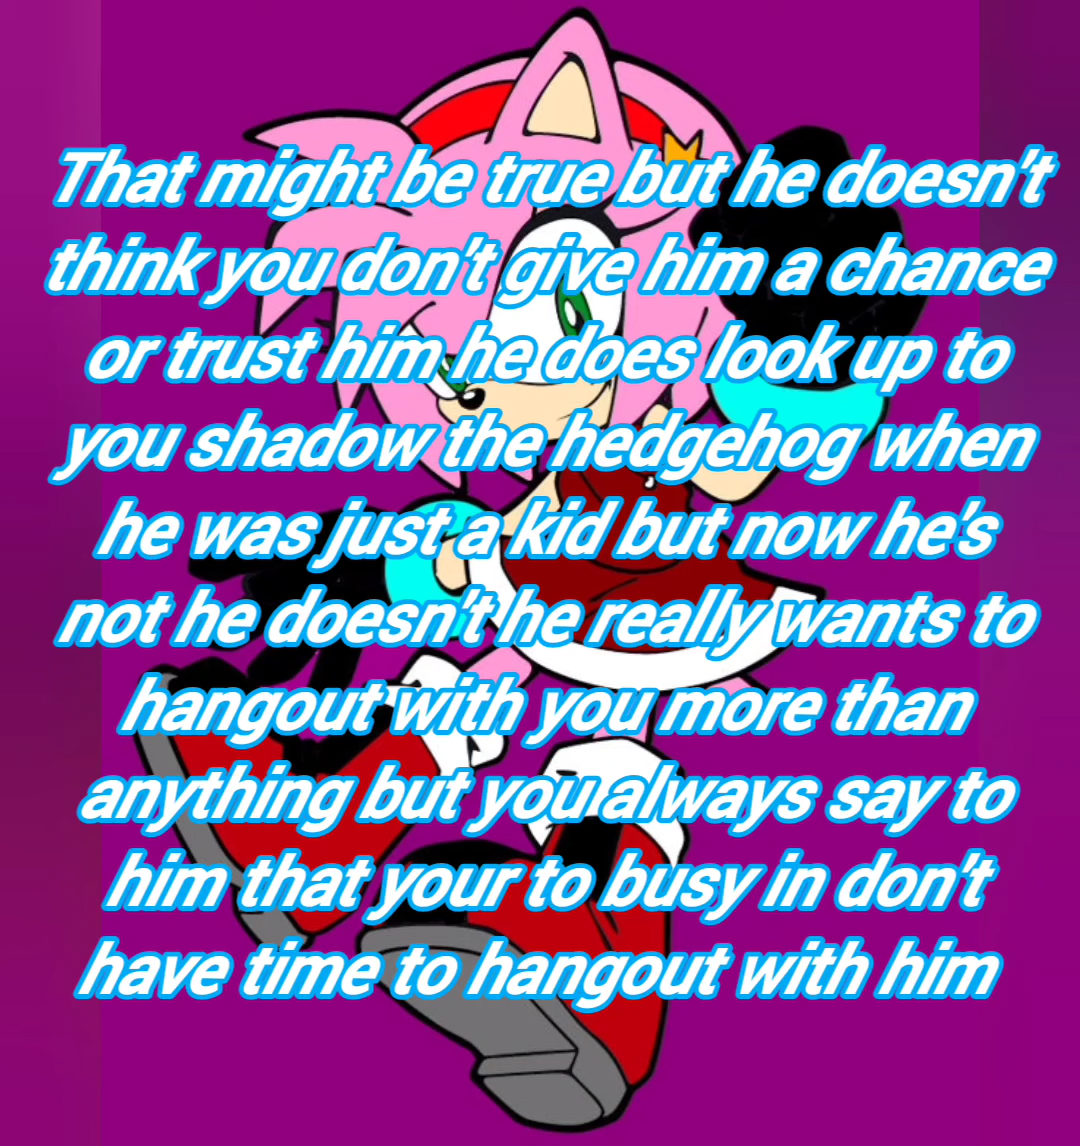 That might be true but he doesn't
think you don't give him a chance
or trust him he does look up to
you shadow the hedgehog when
he was just a kid but now he's
not he doesn't he really wants to
hangout with you more than
anything but you always say to
him that your to busy in don't
have time to hangout with him